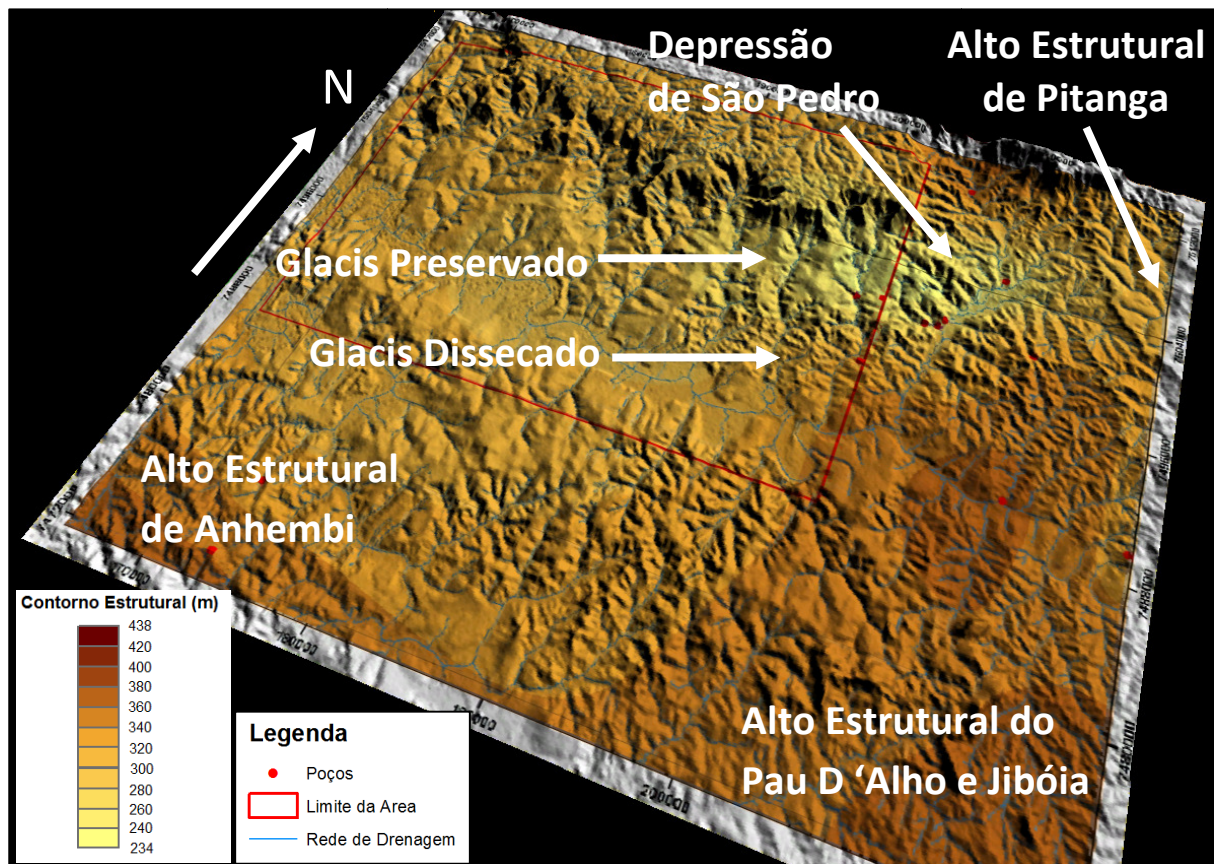 Depressão
de São Pedro
Alto Estrutural
de Pitanga
N
Glacis Preservado
Glacis Dissecado
Alto Estrutural
de Anhembi
Alto Estrutural do
Pau D ‘Alho e Jibóia
Contorno Estrutural (m)
438
420
400
380
360
340
320
300
280
260
240
234
Legenda
Poços
Limite da Area
Rede de Drenagem
200000